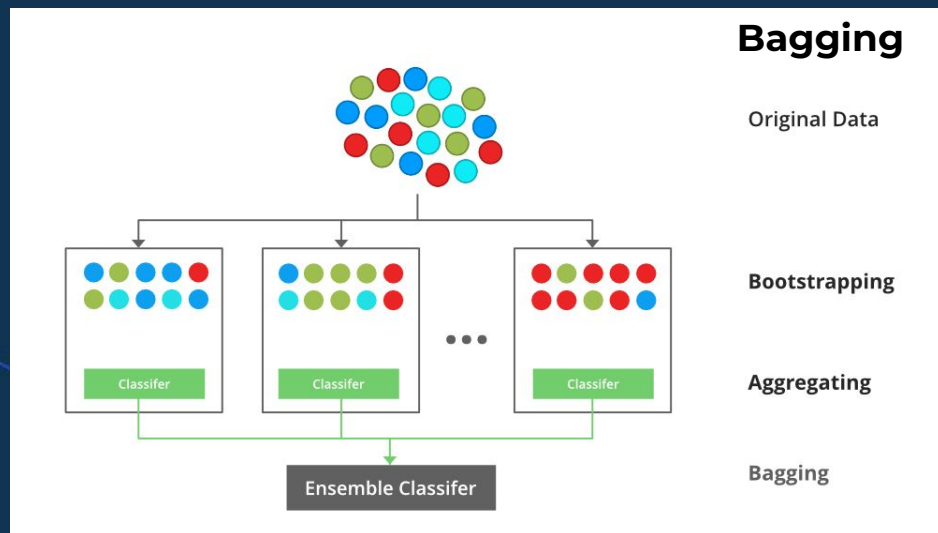 Bagging
Original Data
Bootstrapping
Classifer
Classifer
Classifer
Aggregating
Ensemble Classifer
Bagging